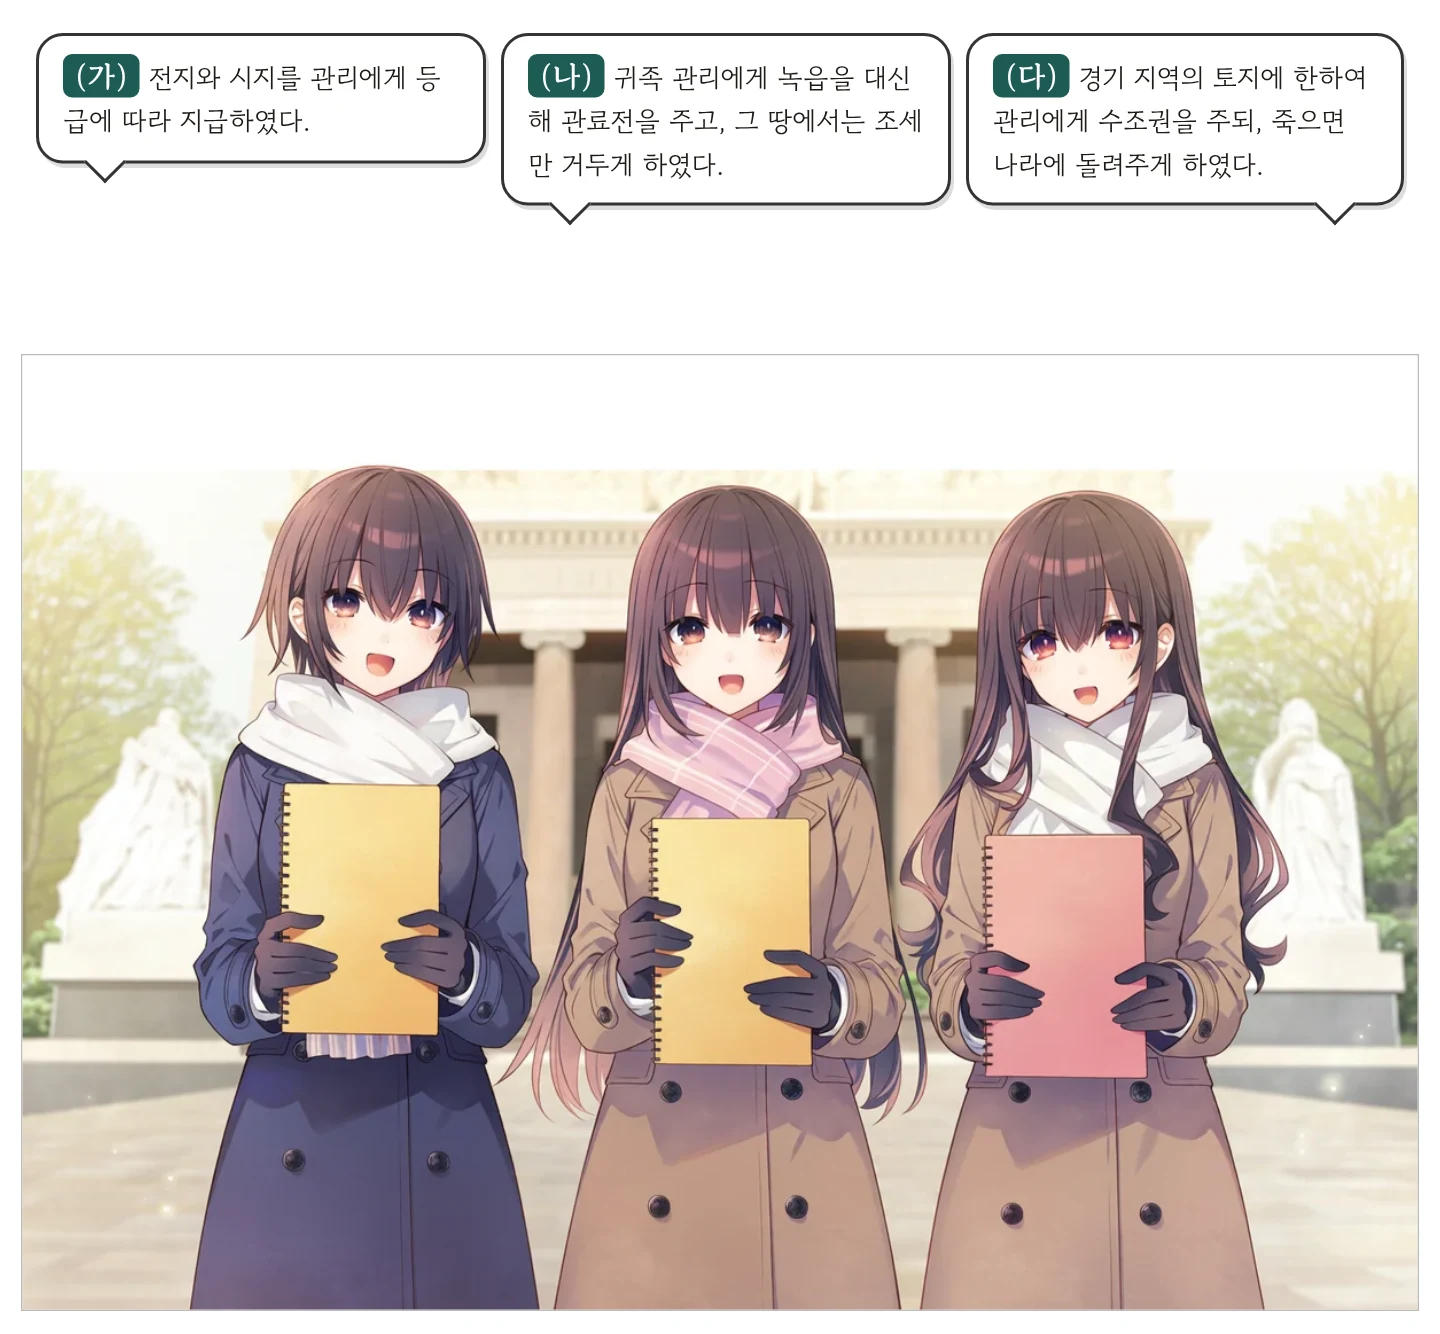 (가) 전지와 시지를 관리에게 등
급에 따라 지급하였다.
(나) 귀족 관리에게 녹읍을 대신
해 관료전을 주고, 그 땅에서는 조세
만 거두게 하였다.
(다) 경기 지역의 토지에 한하여
관리에게 수조권을 주되, 죽으면
나라에 돌려주게 하였다.